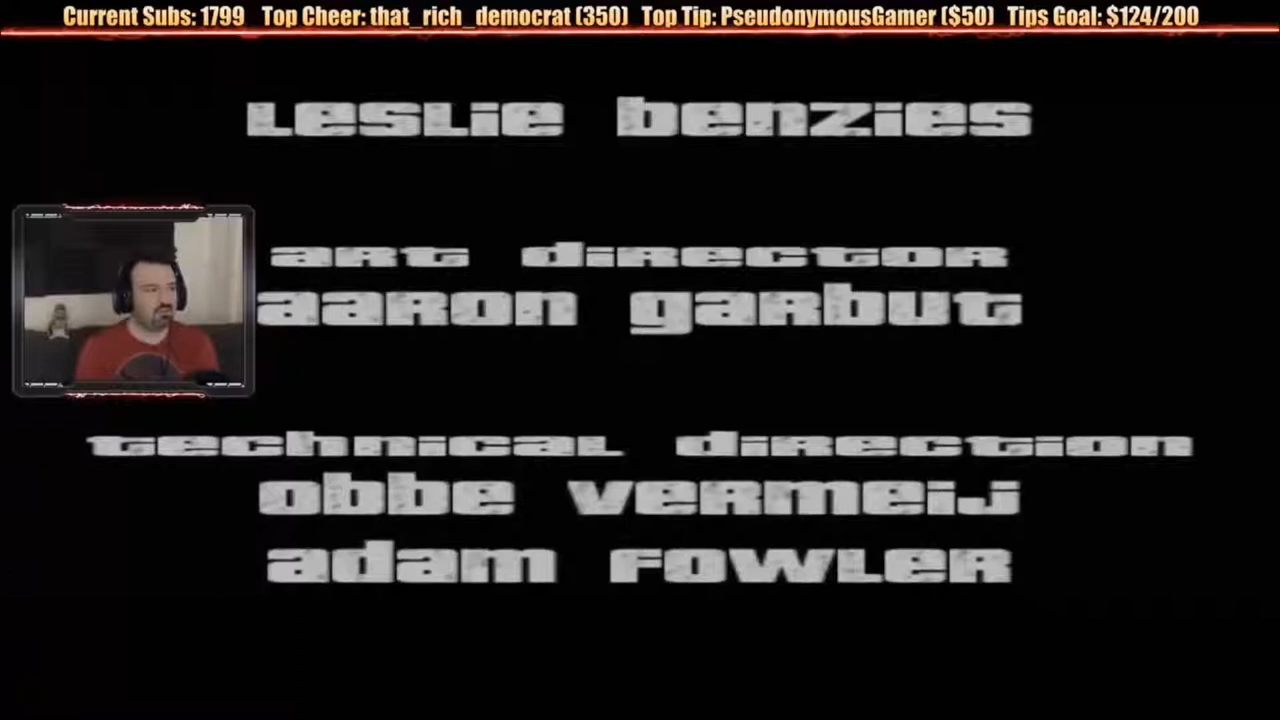 Current Subs: 1799 Top Cheer: that_rich_democrat (350) Top Tip: PseudonymousGamer ($50) Tips Goal: $124/200
LesLie benzies
art director
aaron garbut
technical direction
obbe vermeij
adam fowler